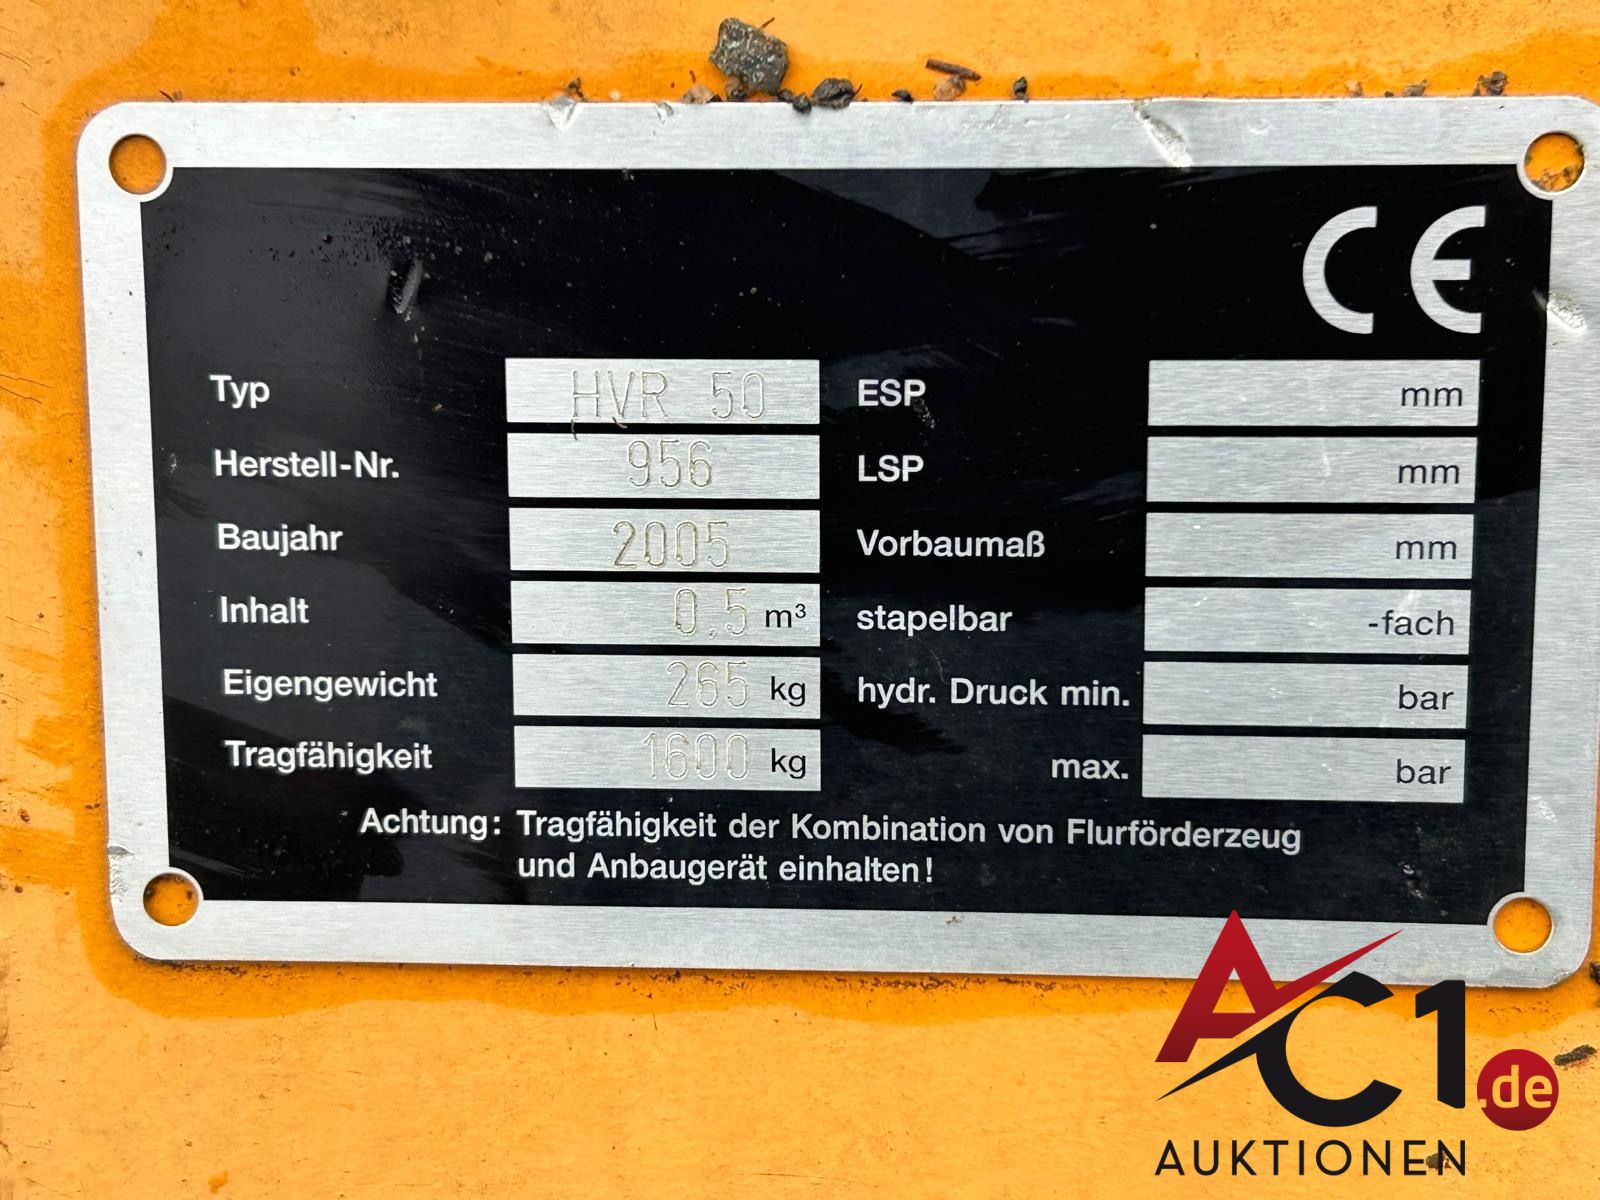 CE
Typ HVR 50
Herstell-Nr. 956
Baujahr 2005
Inhalt 0,5 m³
Eigengewicht 265 kg
Tragfähigkeit 1600 kg
ESP mm
LSP mm
Vorbaumaß mm
stapelbar -fach
hydr. Druck min. bar
max. bar
Achtung: Tragfähigkeit der Kombination von Flurförderzeug
und Anbaugerät einhalten!
AC1.de
AUKTIONEN